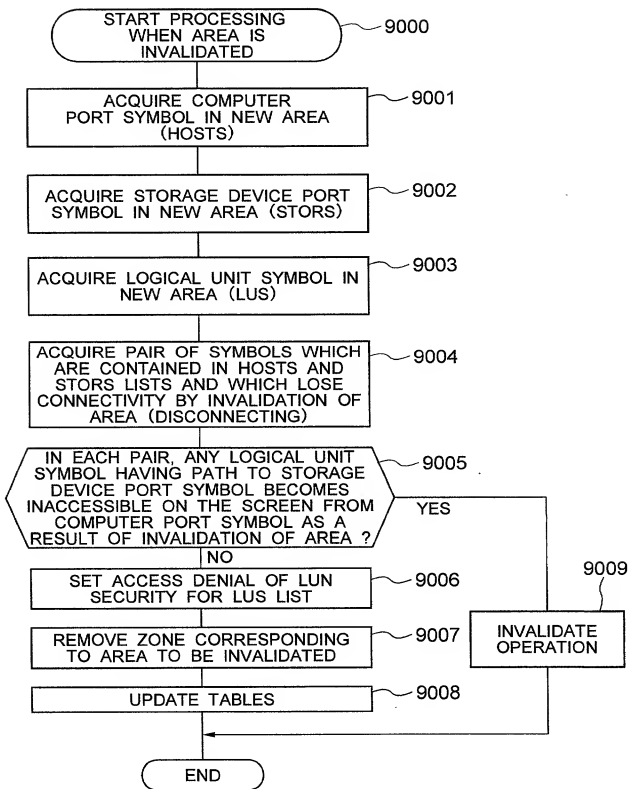 START PROCESSING
WHEN AREA IS
INVALIDATED
9000
ACQUIRE COMPUTER
PORT SYMBOL IN NEW AREA
(HOSTS)
9001
ACQUIRE STORAGE DEVICE PORT
SYMBOL IN NEW AREA (STORS)
9002
ACQUIRE LOGICAL UNIT SYMBOL IN
NEW AREA (LUS)
9003
ACQUIRE PAIR OF SYMBOLS WHICH
ARE CONTAINED IN HOSTS AND
STORS LISTS AND WHICH LOSE
CONNECTIVITY BY INVALIDATION OF
AREA (DISCONNECTING)
9004
IN EACH PAIR, ANY LOGICAL UNIT
SYMBOL HAVING PATH TO STORAGE
DEVICE PORT SYMBOL BECOMES
INACCESSIBLE ON THE SCREEN FROM
COMPUTER PORT SYMBOL AS A
RESULT OF INVALIDATION OF AREA ?
9005
YES
NO
SET ACCESS DENIAL OF LUN
SECURITY FOR LUS LIST
9006
9009
INVALIDATE
OPERATION
REMOVE ZONE CORRESPONDING
TO AREA TO BE INVALIDATED
9007
UPDATE TABLES
9008
END